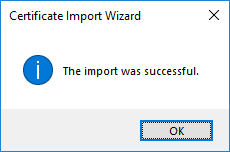 Certificate Import Wizard
The import was successful.
OK